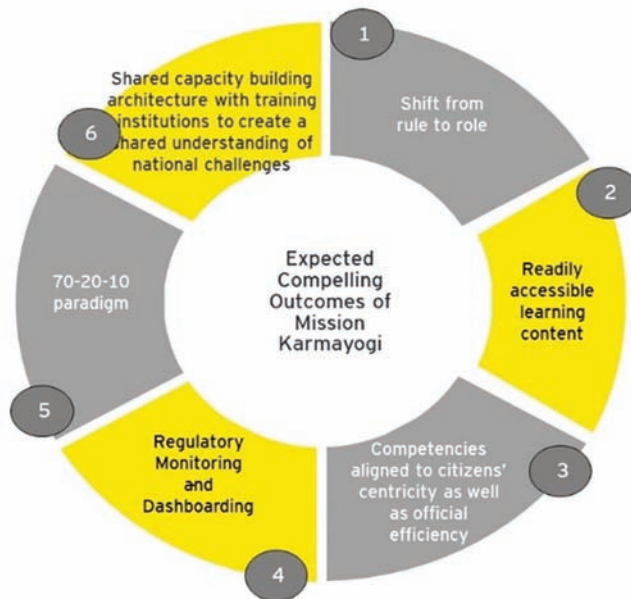 Expected
Compelling
Outcomes of
Mission
Karmayogi
1
Shift from
rule to role
2
Readily
accessible
learning
content
3
Competencies
aligned to citizens'
centricity as well
as official
efficiency
4
Regulatory
Monitoring
and
Dashboarding
5
70-20-10
paradigm
6
Shared capacity building
architecture with training
institutions to create a
shared understanding of
national challenges